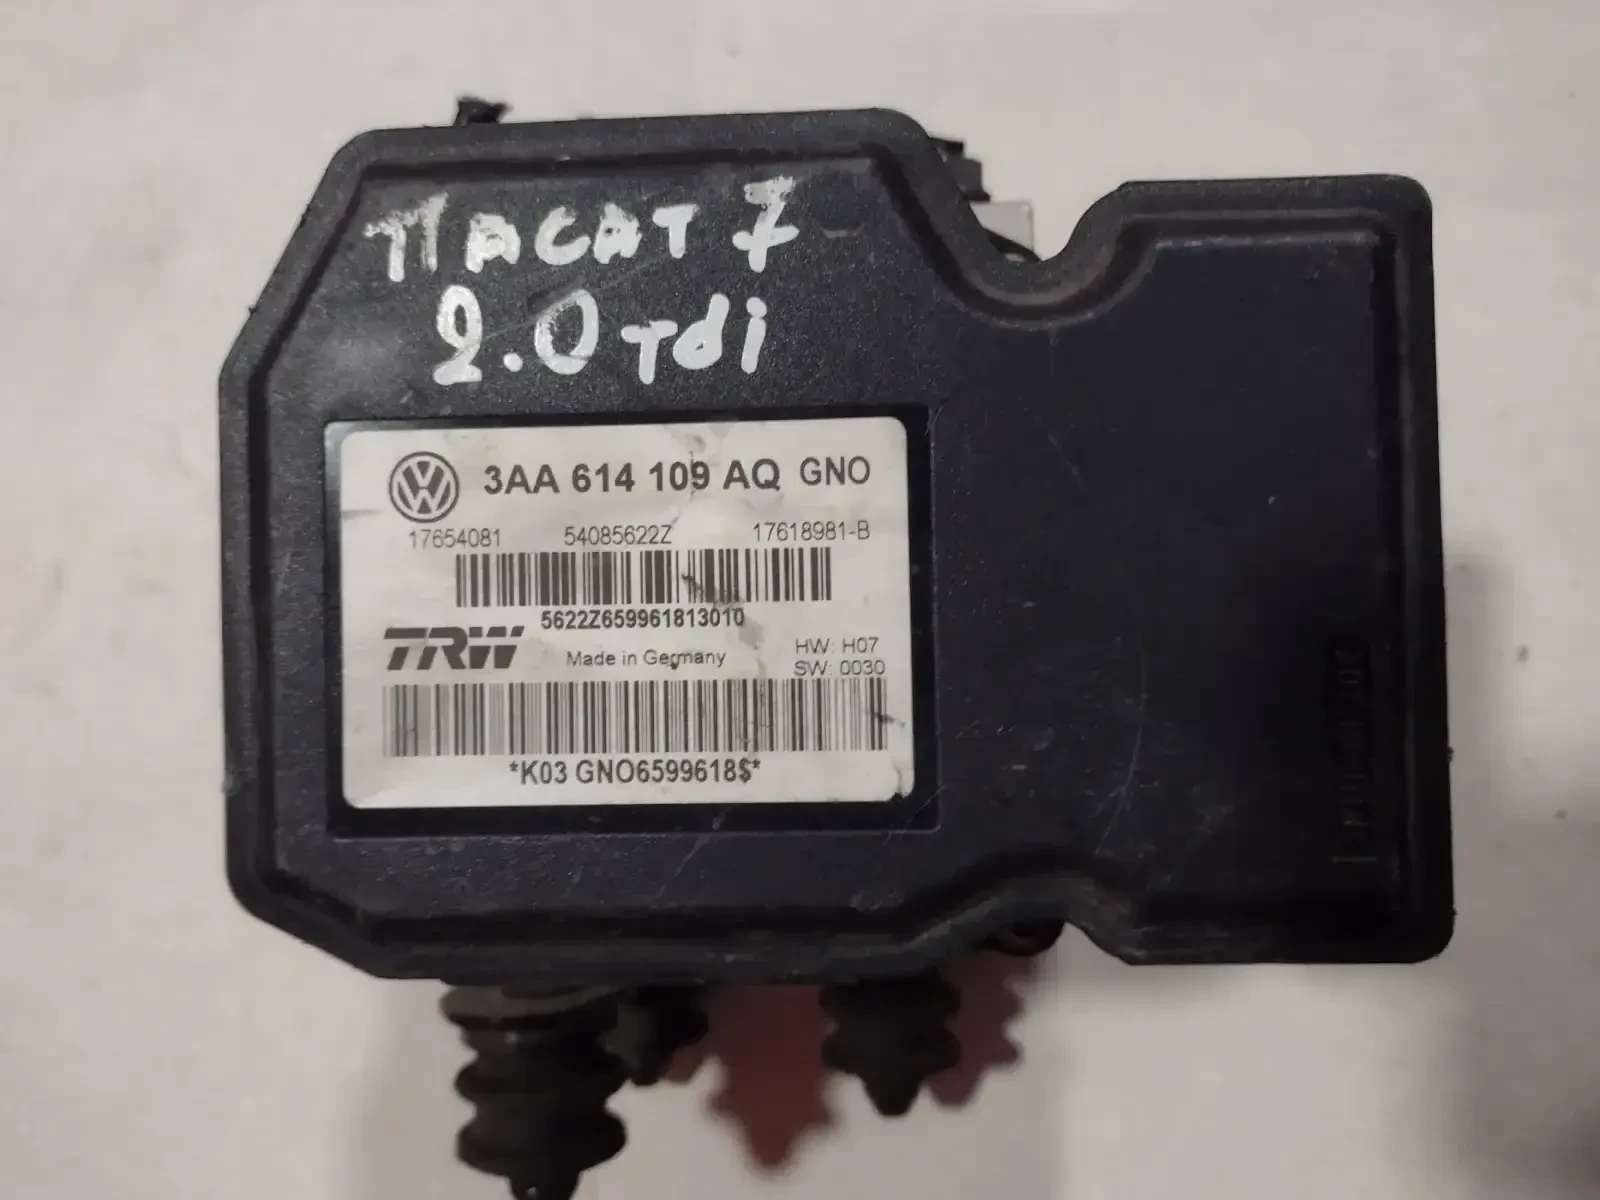 ПАСАТ 7
2.0 TDi
3AA 614 109 AQ GNO
17654081 54085622Z 17618981-B
5622Z659961813010
TRW Made in Germany HW: H07
SW: 0030
*K03 GNO6599618$*